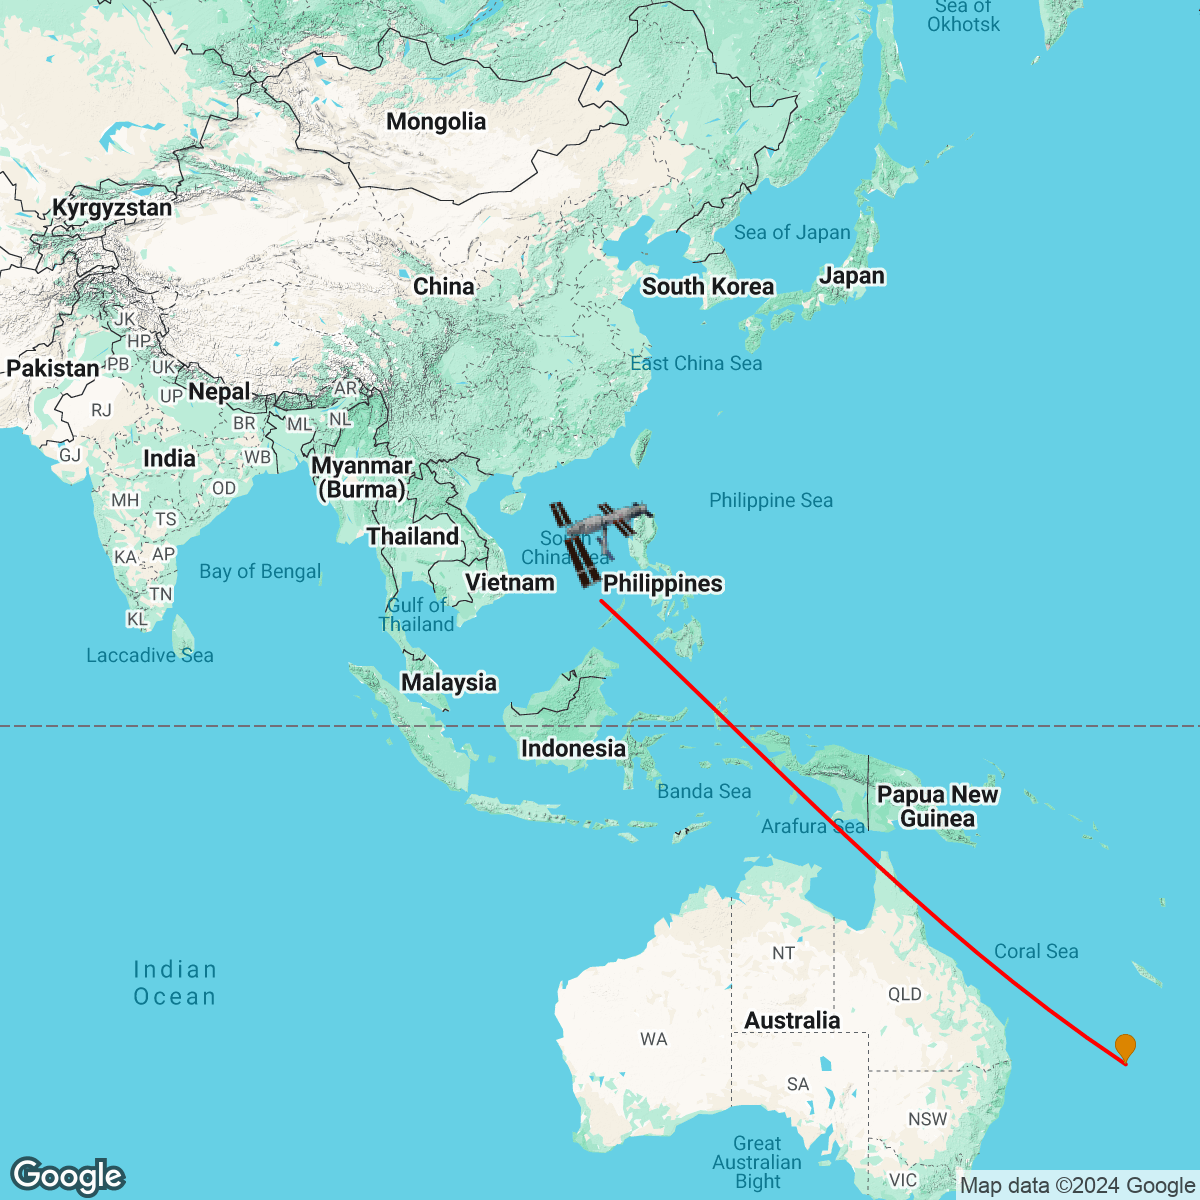 Sea of
Okhotsk
Mongolia
Kyrgyzstan
Sea of Japan
Japan
China
South Korea
JK
HP
East China Sea
Pakistan
PB
UK
Nepal
AR
UP
RJ
BR
ML
NL
GJ
India
WB
Myanmar
(Burma)
OD
MH
Philippine Sea
TS
Thailand
South
China Sea
KA
AP
Bay of Bengal
Vietnam
Philippines
TN
Gulf of
Thailand
KL
Laccadive Sea
Malaysia
Indonesia
Banda Sea
Papua New
Guinea
Arafura Sea
Indian
Ocean
NT
Coral Sea
QLD
Australia
WA
SA
NSW
Great
Australian
Bight
VIC
Google
Map data ©2024 Google